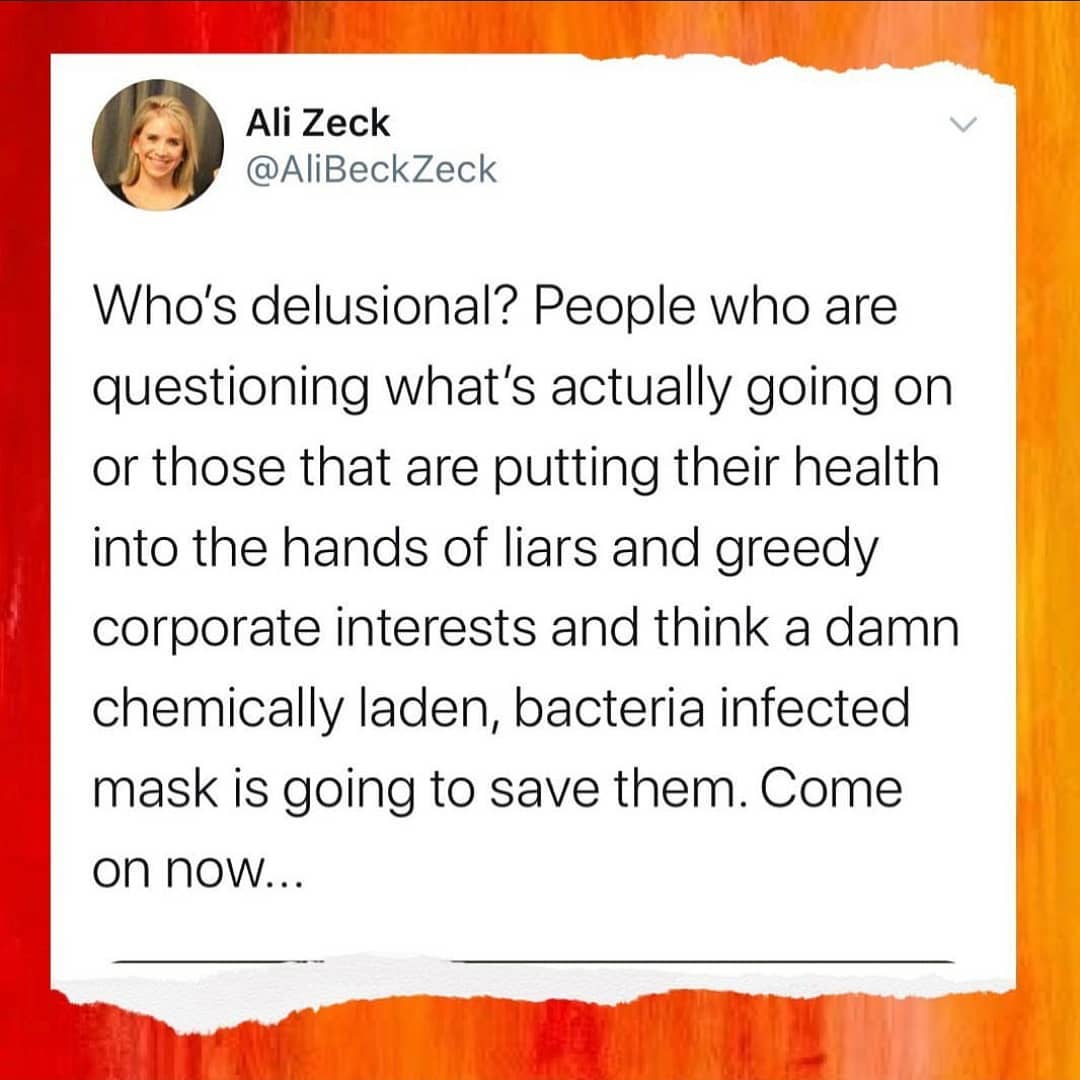 Ali Zeck
@AliBeckZeck
Who's delusional? People who are
questioning what's actually going on
or those that are putting their health
into the hands of liars and greedy
corporate interests and think a damn
chemically laden, bacteria infected
mask is going to save them. Come
on now...